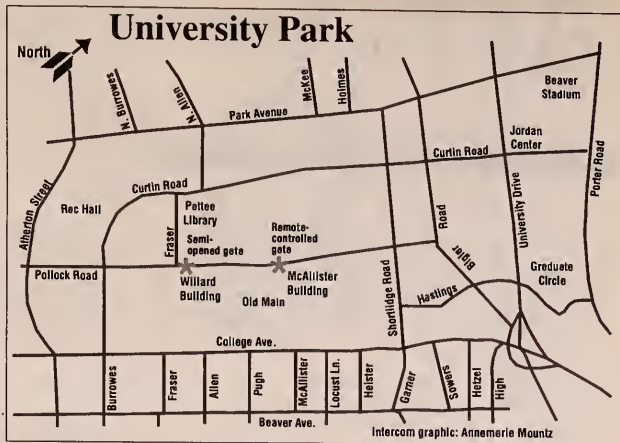 University Park
North
N. Burrowes
N. Allen
McKee
Holmes
Park Avenue
Beaver
Stadium
Jordan
Center
Curtin Road
Porter Road
Atherton Street
Rec Hall
Curtin Road
Pattee
Library
Fraser
Semi-
opened gate
Remote-
controlled
gate
Road
University Drive
Bigler
Graduate
Circle
Pollock Road
Willard
Building
McAllister
Building
Old Main
Shortlidge Road
Hastings
College Ave.
Burrowes
Fraser
Allen
Pugh
McAllister
Locust Ln.
Heister
Garner
Sowers
Hetzel
High
Beaver Ave.
Intercom graphic: Annemarie Mountz